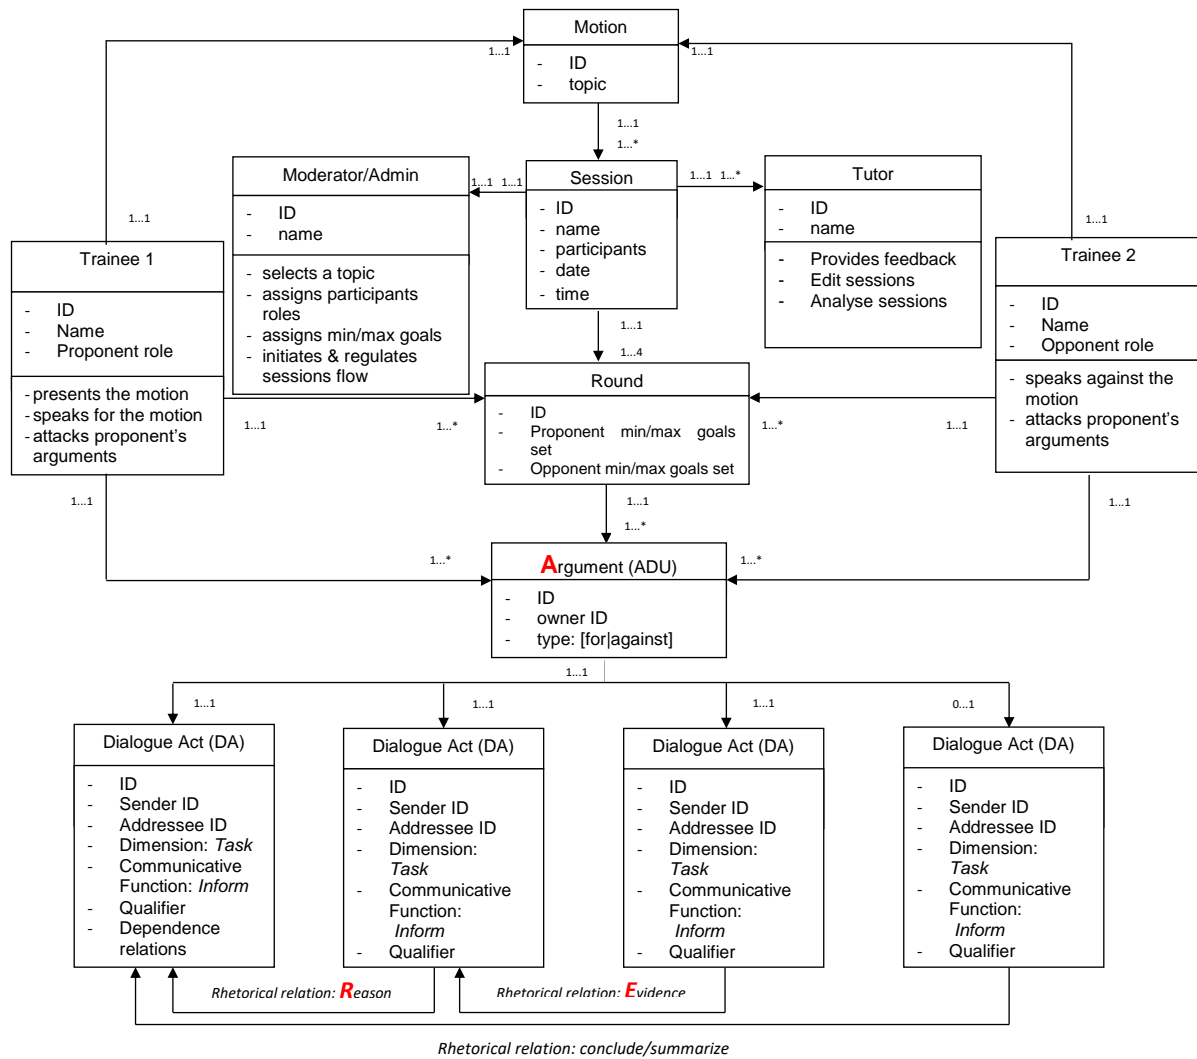 Motion
- ID
- topic
1...1
1...1
1...1
1...*
Moderator/Admin
- ID
- name
- selects a topic
- assigns participants
roles
- assigns min/max goals
- initiates & regulates
sessions flow
1...1 1...1
Session
- ID
- name
- participants
- date
- time
1...1 1...*
Tutor
- ID
- name
- Provides feedback
- Edit sessions
- Analyse sessions
1...1
1...1
Trainee 1
- ID
- Name
- Proponent role
- presents the motion
- speaks for the motion
- attacks proponent's
arguments
Trainee 2
- ID
- Name
- Opponent role
- speaks against the
motion
- attacks proponent's
arguments
1...1
1...4
Round
- ID
- Proponent min/max goals
set
- Opponent min/max goals set
1...1
1...*
1...*
1...1
1...1
1...1
1...1
1...*
1...*
1...*
Argument (ADU)
- ID
- owner ID
- type: [for|against]
1...1
1...1
1...1
1...1
0...1
Dialogue Act (DA)
- ID
- Sender ID
- Addressee ID
- Dimension: Task
- Communicative
Function: Inform
- Qualifier
- Dependence
relations
Dialogue Act (DA)
- ID
- Sender ID
- Addressee ID
- Dimension:
Task
- Communicative
Function:
Inform
- Qualifier
Dialogue Act (DA)
- ID
- Sender ID
- Addressee ID
- Dimension:
Task
- Communicative
Function:
Inform
- Qualifier
Dialogue Act (DA)
- ID
- Sender ID
- Addressee ID
- Dimension:
Task
- Communicative
Function:
Inform
- Qualifier
Rhetorical relation: Reason
Rhetorical relation: Evidence
Rhetorical relation: conclude/summarize